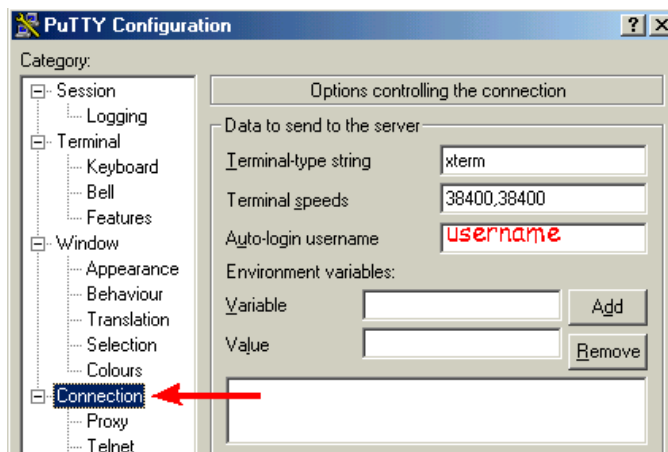 PuTTY Configuration
Category:
Session
Logging
Terminal
Keyboard
Bell
Features
Window
Appearance
Behaviour
Translation
Selection
Colours
Connection
Proxy
Telnet
Options controlling the connection
Data to send to the server
Terminal-type string xterm
Terminal speeds 38400,38400
Auto-login username username
Environment variables:
Variable Add
Value Remove